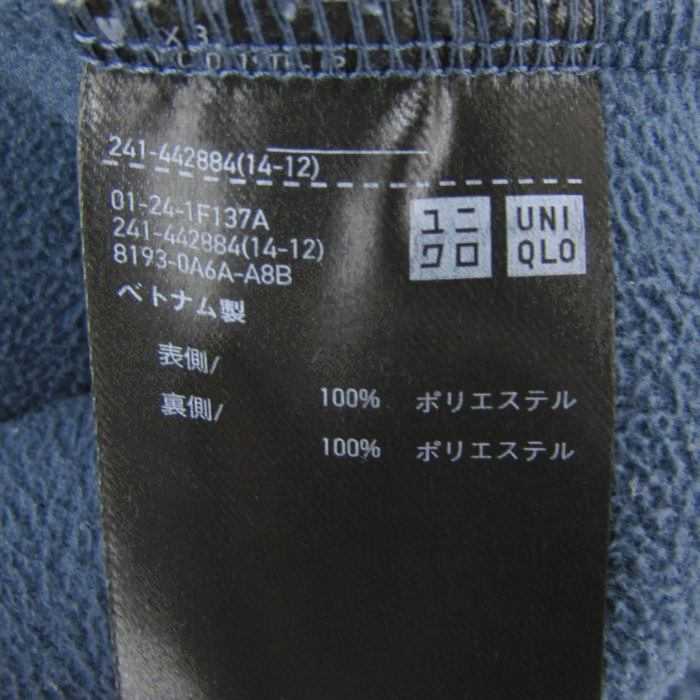 241-442884(14-12)
01-24-1F137A
241-442884(14-12)
8193-0A6A-A8B
ベトナム製
ユニ
クロ
UNI
QLO
表側/
100% ポリエステル
裏側/
100% ポリエステル